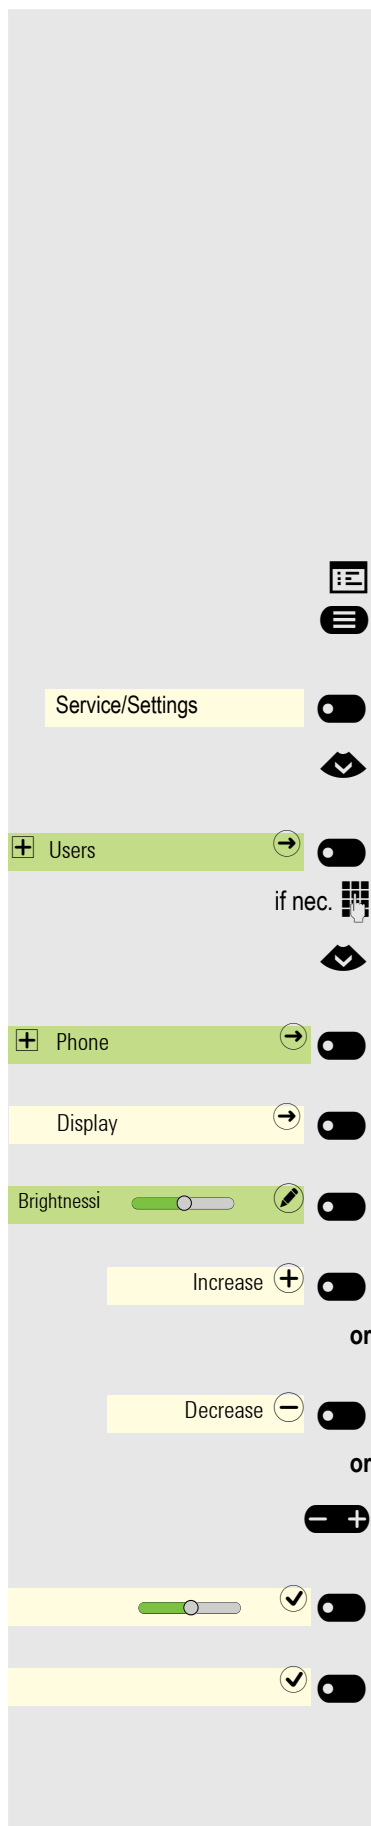 Service/Settings
Users
if nec.
Phone
Display
Brightnessi
Increase
or
Decrease
or